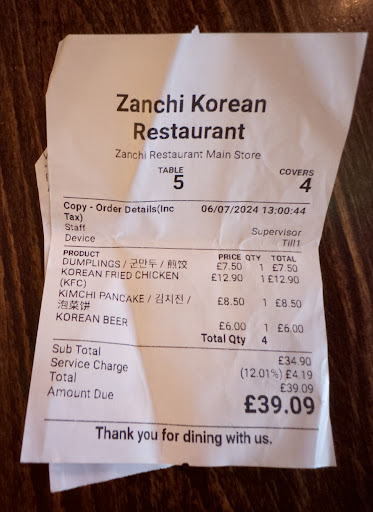 Zanchi Korean
Restaurant
Zanchi Restaurant Main Store
TABLE COVERS
5 4
Copy - Order Details(Inc 06/07/2024 13:00:44
Tax)
Staff Supervisor
Device Till1
PRODUCT PRICE QTY TOTAL
DUMPLINGS / 군만두 / 煎饺 £7.50 1 £7.50
KOREAN FRIED CHICKEN £12.90 1 £12.90
(KFC)
KIMCHI PANCAKE / 김치전 / £8.50 1 £8.50
泡菜饼
KOREAN BEER £6.00 1 £6.00
Total Qty 4
Sub Total £34.90
Service Charge (12.01%) £4.19
Total £39.09
Amount Due £39.09
Thank you for dining with us.